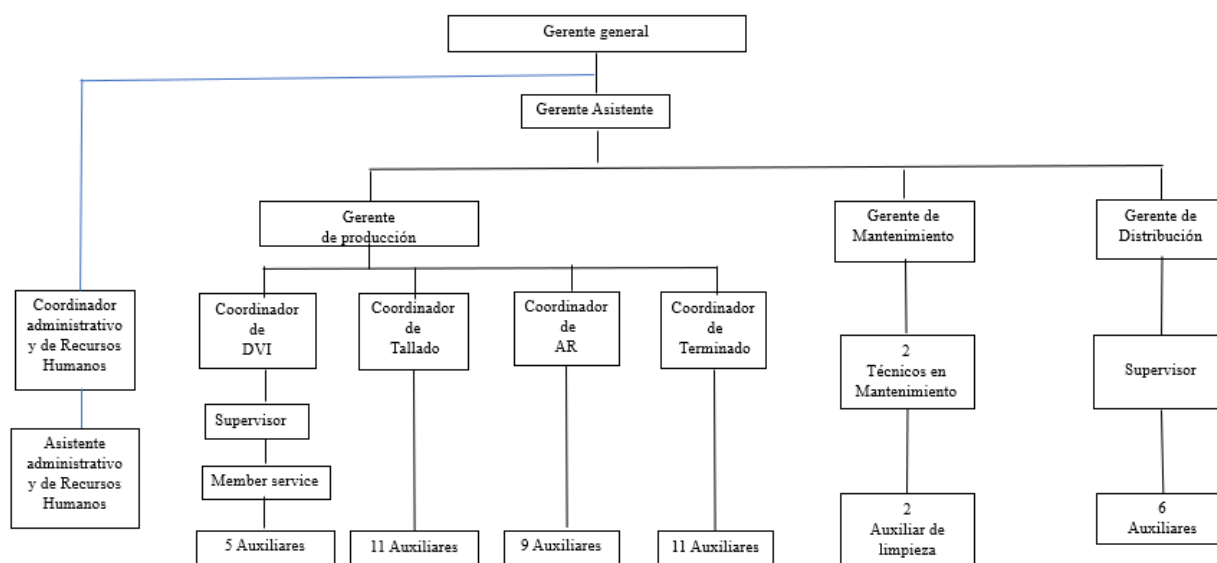 Gerente general
Gerente Asistente
Gerente
de producción
Gerente de
Mantenimiento
Gerente de
Distribución
Coordinador
administrativo
y de Recursos
Humanos
Coordinador
de
DVI
Coordinador
de
Tallado
Coordinador
de
AR
Coordinador
de
Terminado
2
Técnicos en
Mantenimiento
Supervisor
Supervisor
Asistente
administrativo
y de Recursos
Humanos
Member service
5 Auxiliares
11 Auxiliares
9 Auxiliares
11 Auxiliares
2
Auxiliar de
limpieza
6
Auxiliares